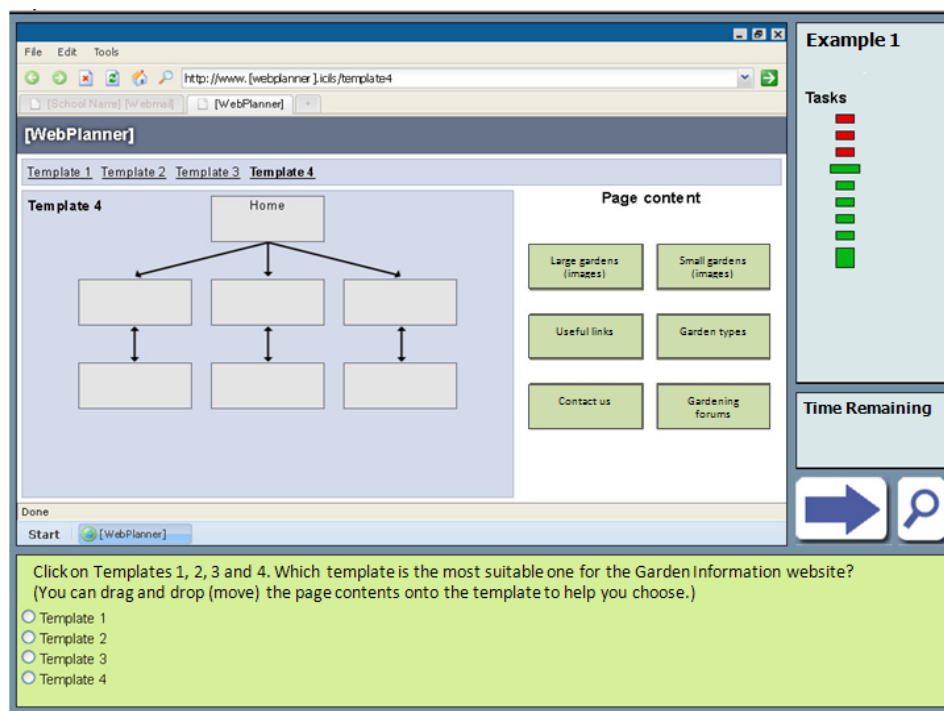 File Edit Tools
http://www.[webplanner].icils/template4
[School Name] [Webmail] [WebPlanner] +
[WebPlanner]
Template 1 Template 2 Template 3 Template 4
Template 4
Home
Page content
Large gardens
(images)
Small gardens
(images)
Useful links
Garden types
Contact us
Gardening
forums
Done
Start [WebPlanner]
Example 1
Tasks
Time Remaining
Click on Templates 1, 2, 3 and 4. Which template is the most suitable one for the Garden Information website?
(You can drag and drop (move) the page contents onto the template to help you choose.)
Template 1
Template 2
Template 3
Template 4